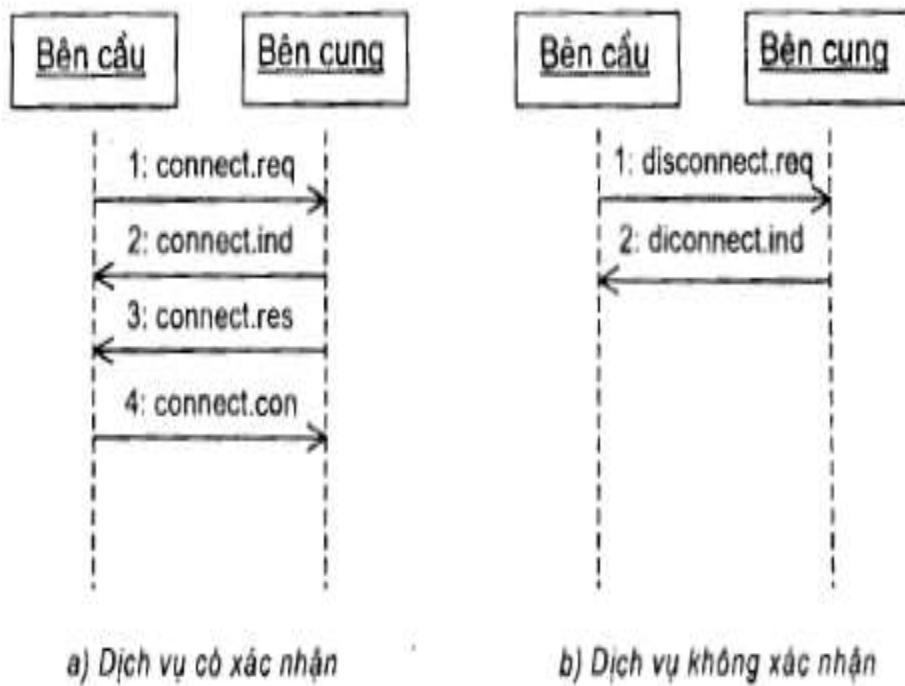 Bên cầu
Bên cung
1: connect.req
2: connect.ind
3: connect.res
4: connect.con
a) Dịch vụ có xác nhận
Bên cầu
Bên cung
1: disconnect.req
2: diconnect.ind
b) Dịch vụ không xác nhận